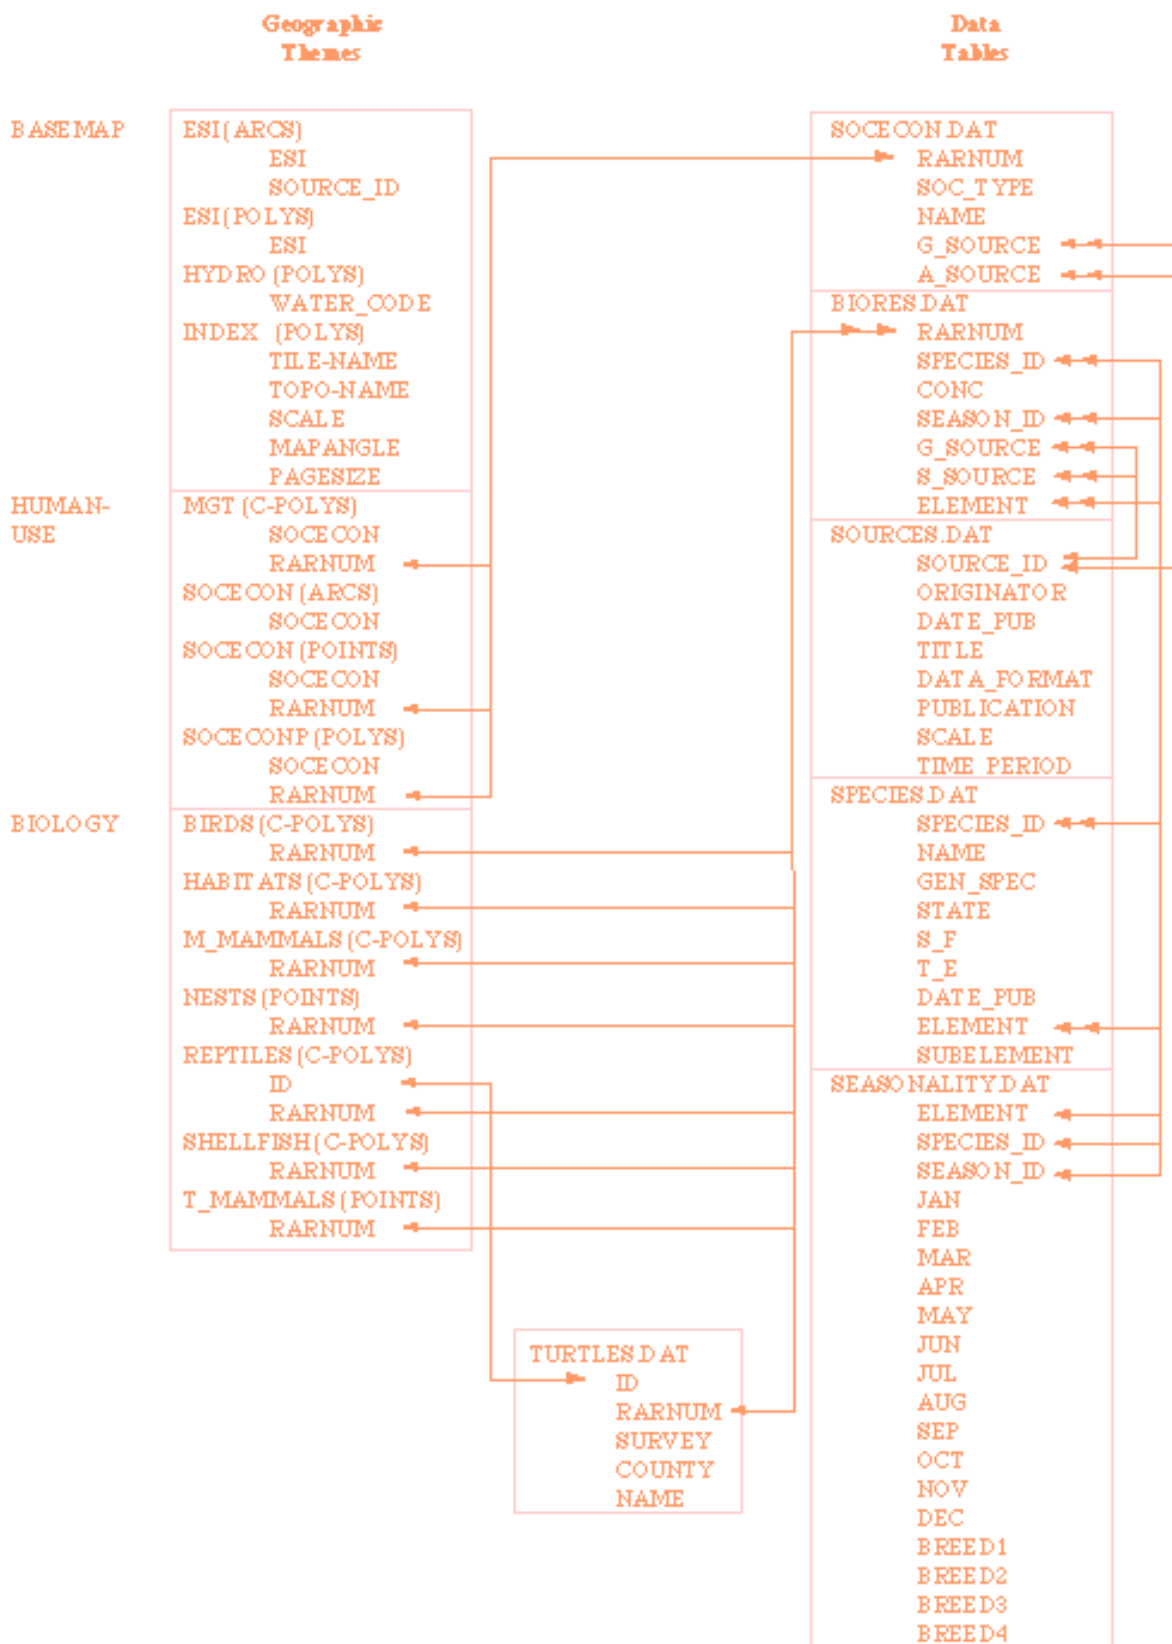 Geographic
Themes
BASEMAP
ESI(ARCS)
ESI
SOURCE_ID
ESI(POLYS)
ESI
HYDRO (POLYS)
WATER_CODE
INDEX (POLYS)
TILE-NAME
TOPO-NAME
SCALE
MAPANGLE
PAGESIZE
HUMAN-
USE
MGT (C-POLYS)
SOCECON
RARNUM
SOCECON (ARCS)
SOCECON
SOCECON (POINTS)
SOCECON
RARNUM
SOCECONP (POLYS)
SOCECON
RARNUM
BIOLOGY
BIRDS (C-POLYS)
RARNUM
HABITATS (C-POLYS)
RARNUM
M_MAMMALS (C-POLYS)
RARNUM
NESTS (POINTS)
RARNUM
REPTILES (C-POLYS)
ID
RARNUM
SHELLFISH (C-POLYS)
RARNUM
T_MAMMALS (POINTS)
RARNUM
TURTLES.DAT
ID
RARNUM
SURVEY
COUNTY
NAME
Data
Tables
SOCECON.DAT
RARNUM
SOC_TYPE
NAME
G_SOURCE
A_SOURCE
BIORES.DAT
RARNUM
SPECIES_ID
CONC
SEASON_ID
G_SOURCE
S_SOURCE
ELEMENT
SOURCES.DAT
SOURCE_ID
ORIGINATOR
DATE_PUB
TITLE
DATA_FORMAT
PUBLICATION
SCALE
TIME_PERIOD
SPECIES.DAT
SPECIES_ID
NAME
GEN_SPEC
STATE
S_F
T_E
DATE_PUB
ELEMENT
SUBELEMENT
SEASONALITY.DAT
ELEMENT
SPECIES_ID
SEASON_ID
JAN
FEB
MAR
APR
MAY
JUN
JUL
AUG
SEP
OCT
NOV
DEC
BREED1
BREED2
BREED3
BREED4